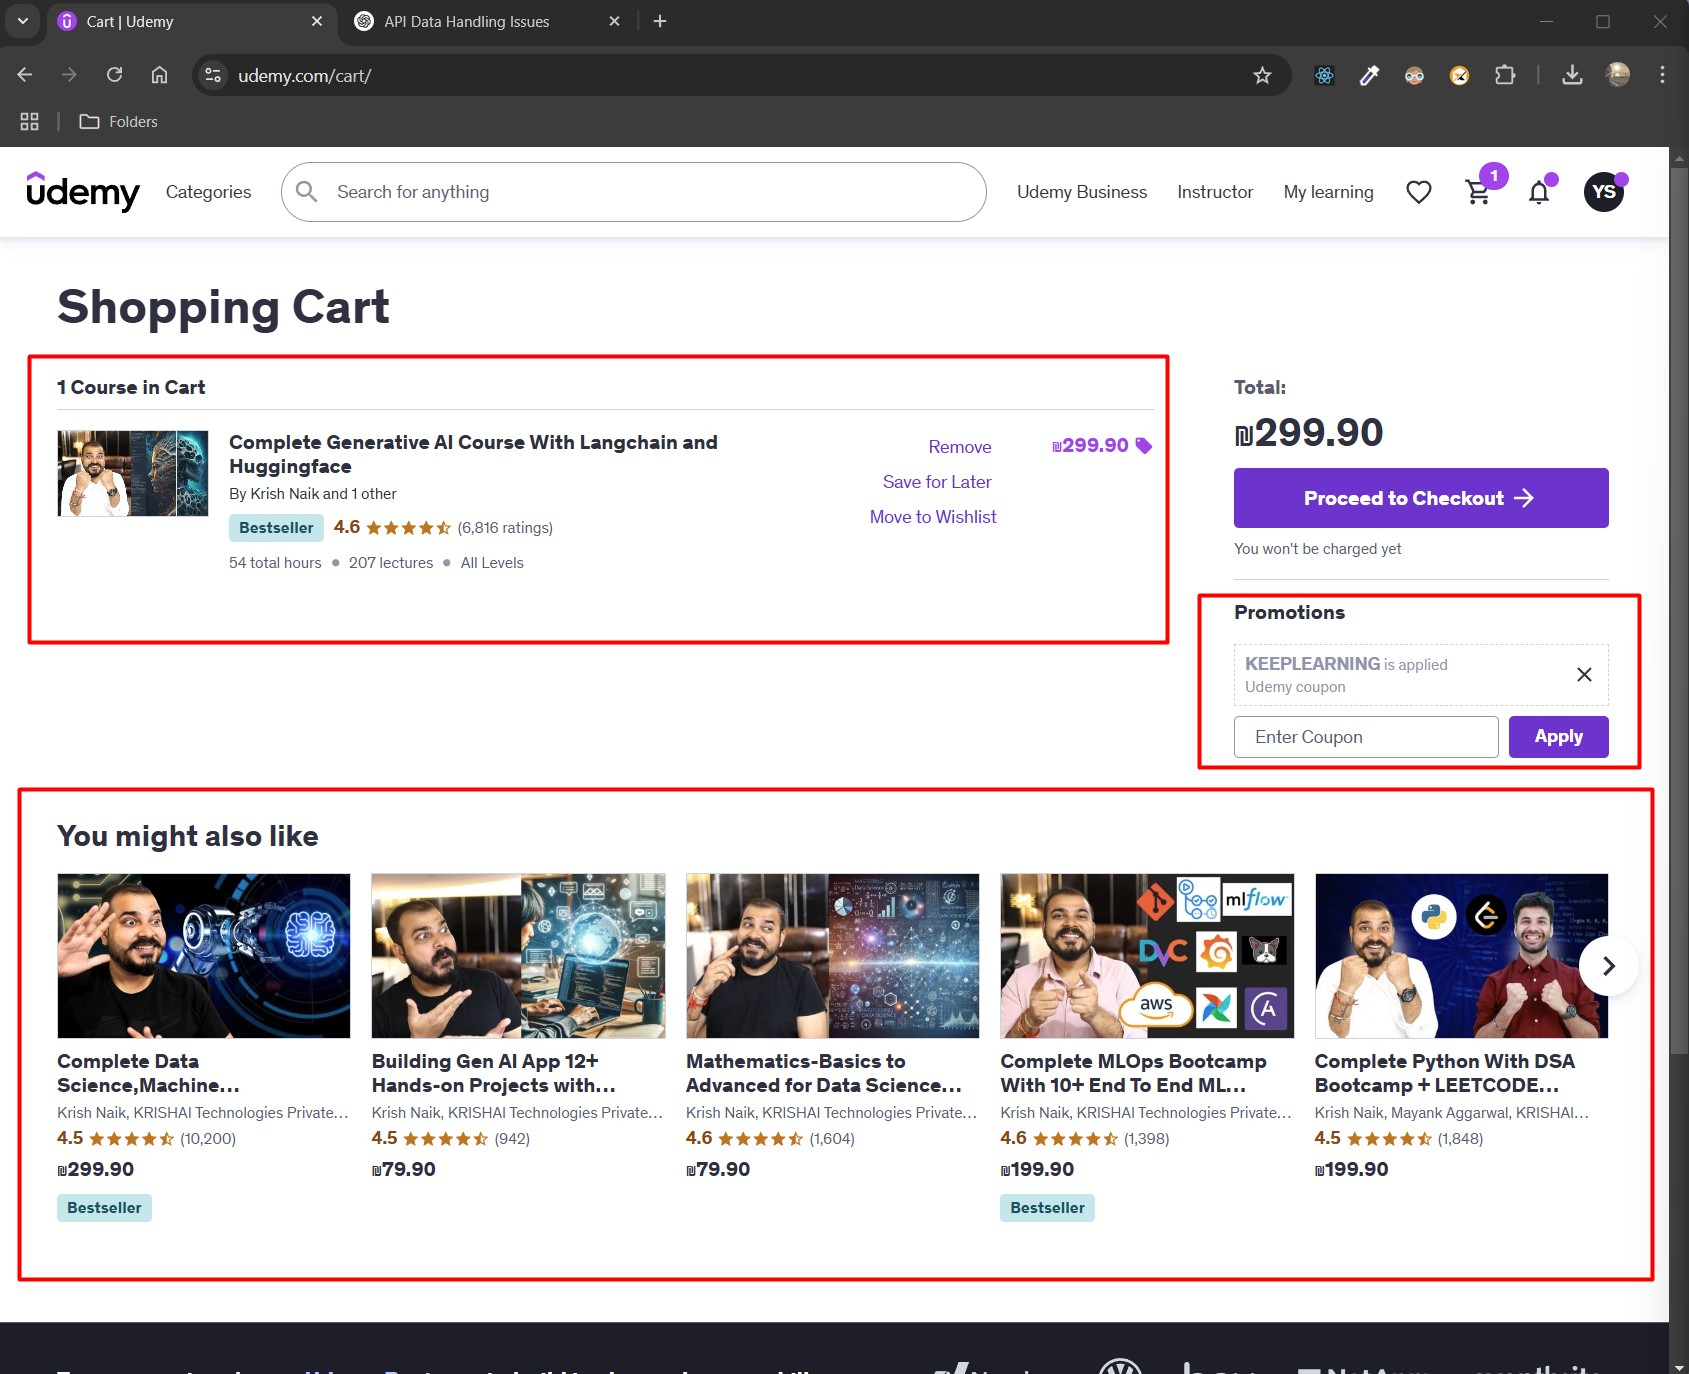 Cart | Udemy
API Data Handling Issues
udemy.com/cart/
Folders
udemy
Categories
Search for anything
Udemy Business
Instructor
My learning
1
YS
Shopping Cart
1 Course in Cart
Complete Generative AI Course With Langchain and
Huggingface
By Krish Naik and 1 other
Bestseller 4.6 (6,816 ratings)
54 total hours • 207 lectures • All Levels
Remove
Save for Later
Move to Wishlist
₪299.90
Total:
₪299.90
Proceed to Checkout →
You won't be charged yet
Promotions
KEEPLEARNING is applied
Udemy coupon
Enter Coupon
Apply
You might also like
mlflow
DVC
aws
Complete Data
Science,Machine...
Krish Naik, KRISHAI Technologies Private...
4.5 (10,200)
₪299.90
Bestseller
Building Gen AI App 12+
Hands-on Projects with...
Krish Naik, KRISHAI Technologies Private...
4.5 (942)
₪79.90
Mathematics-Basics to
Advanced for Data Science...
Krish Naik, KRISHAI Technologies Private...
4.6 (1,604)
₪79.90
Complete MLOps Bootcamp
With 10+ End To End ML...
Krish Naik, KRISHAI Technologies Private...
4.6 (1,398)
₪199.90
Bestseller
Complete Python With DSA
Bootcamp + LEETCODE...
Krish Naik, Mayank Aggarwal, KRISHAI...
4.5 (1,848)
₪199.90